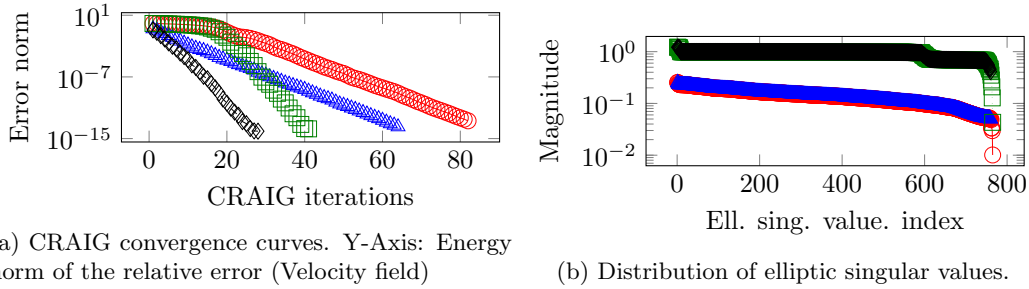 10^1
10^−7
10^−15
Error norm
0 20 40 60 80
CRAIG iterations
a) CRAIG convergence curves. Y-Axis: Energy
norm of the relative error (Velocity field)
10^0
10^−1
10^−2
Magnitude
0 200 400 600 800
Ell. sing. value. index
(b) Distribution of elliptic singular values.